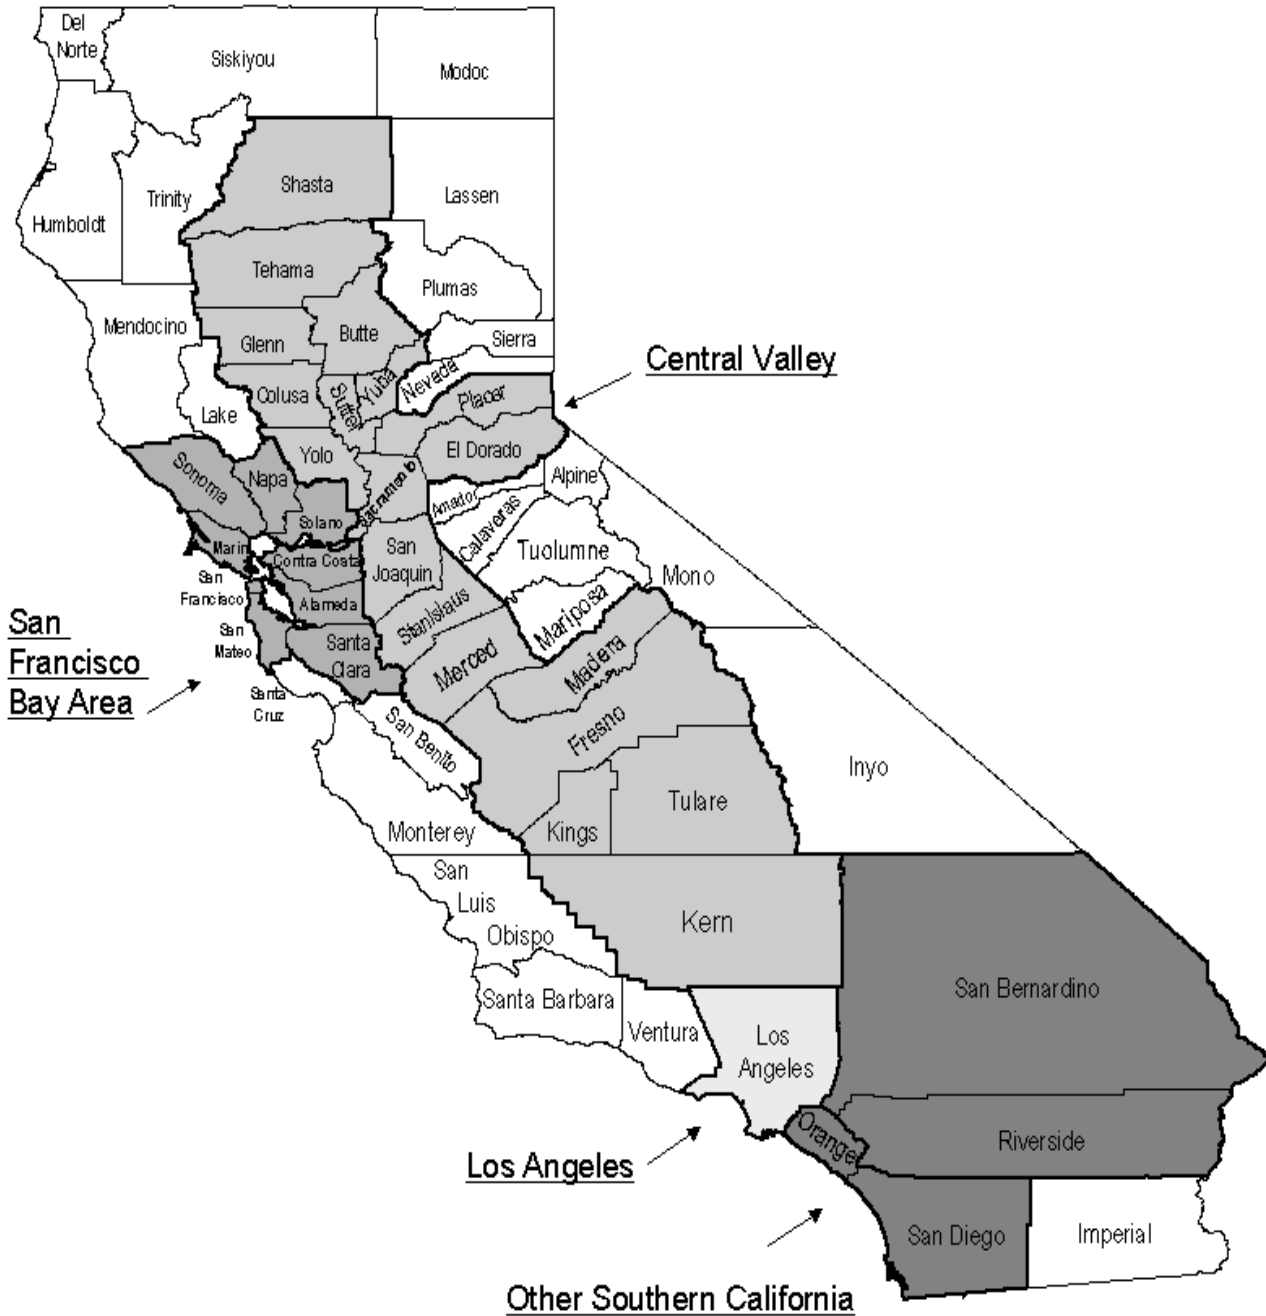 Del
Norte
Siskiyou
Modoc
Shasta
Lassen
Trinity
Humboldt
Tehama
Plumas
Mendocino
Butte
Sierra
Glenn
Central Valley
Nevada
Yuba
Colusa
Sutter
Placer
Lake
El Dorado
Yolo
Sonoma
Napa
Sacramento
Alpine
Amador
Solano
Calaveras
Marin
Tuolumne
San
Joaquin
Contra Costa
Mono
San
Francisco
Alameda
Stanislaus
Mariposa
San
Francisco
Bay Area
San
Mateo
Santa
Clara
Merced
Madera
Santa
Cruz
San Benito
Fresno
Inyo
Tulare
Kings
Monterey
San
Luis
Obispo
Kern
San Bernardino
Santa Barbara
Ventura
Los
Angeles
Orange
Riverside
Los Angeles
San Diego
Imperial
Other Southern California